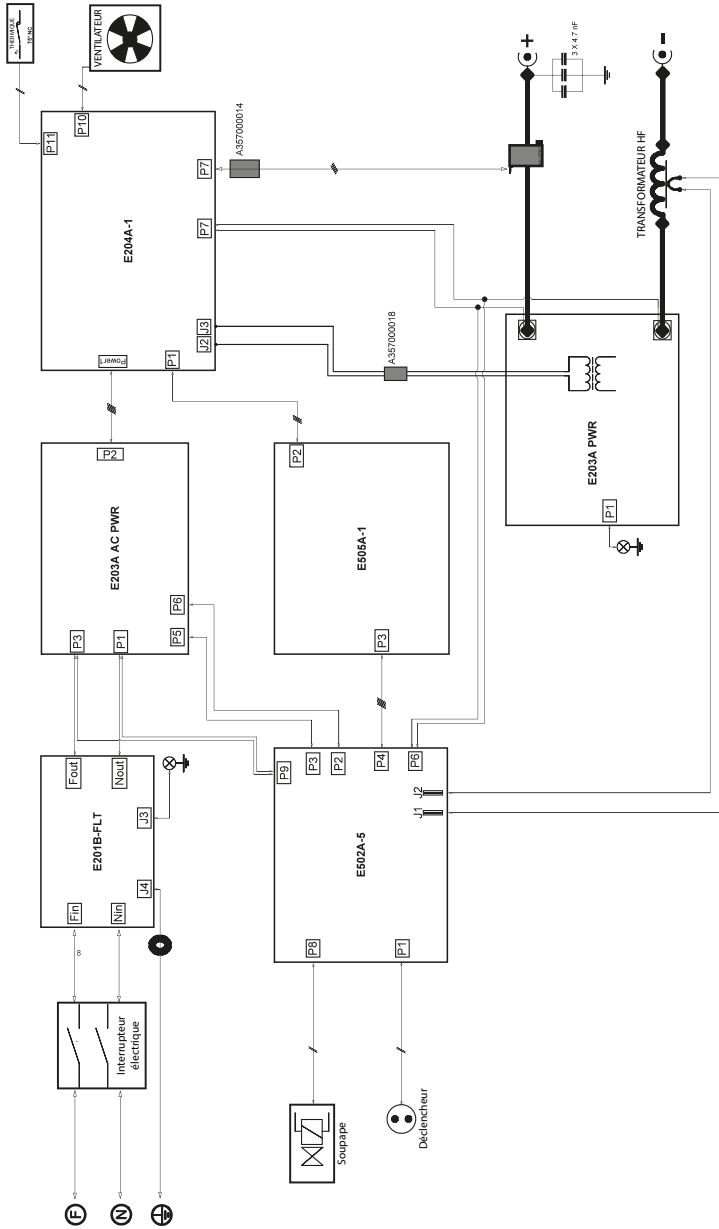 THERMIQUE
75° NC
VENTILATEUR
P11
P10
E204A-1
P7
A357000014
P7
J3
J2
Power1
P1
A357000018
+
3 X 4.7 nF
-
TRANSFORMATEUR HF
P2
E203A AC PWR
P3
P1
P6
P5
P2
E505A-1
P3
E203A PWR
P1
Fout
Nout
E201B-FLT
J3
J4
Fin
Nin
8
P9
P3
P2
P4
P6
J2
J1
E502A-5
P8
P1
Interrupteur
électrique
Soupape
Déclencheur
F
N